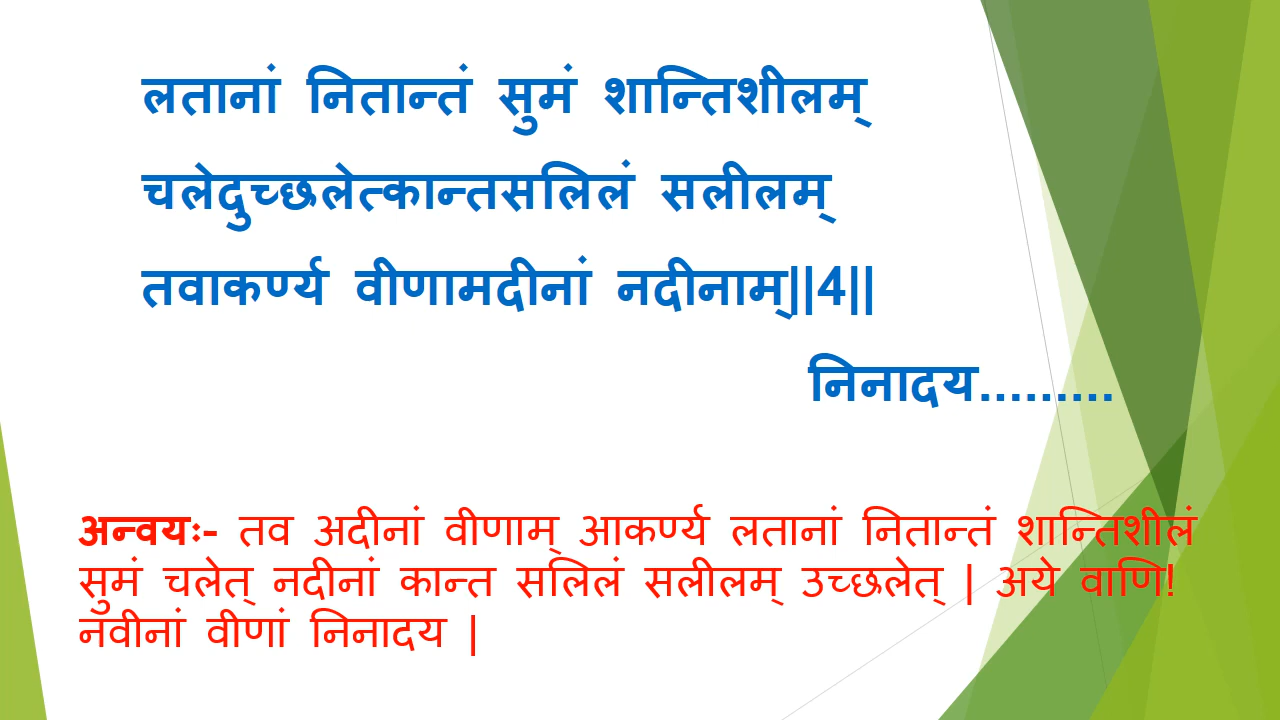 लतानां नितान्तं सुमं शान्तिशीलम्
चलेदुच्छलेत्कान्तसलिलं सलीलम्
तवाकर्ण्य वीणामदीनां नदीनाम्||4||
निनादय.........
अन्वयः- तव अदीनां वीणाम् आकर्ण्य लतानां नितान्तं शान्तिशीलं
सुमं चलेत् नदीनां कान्त सलिलं सलीलम् उच्छलेत् | अये वाणि!
नवीनां वीणां निनादय |